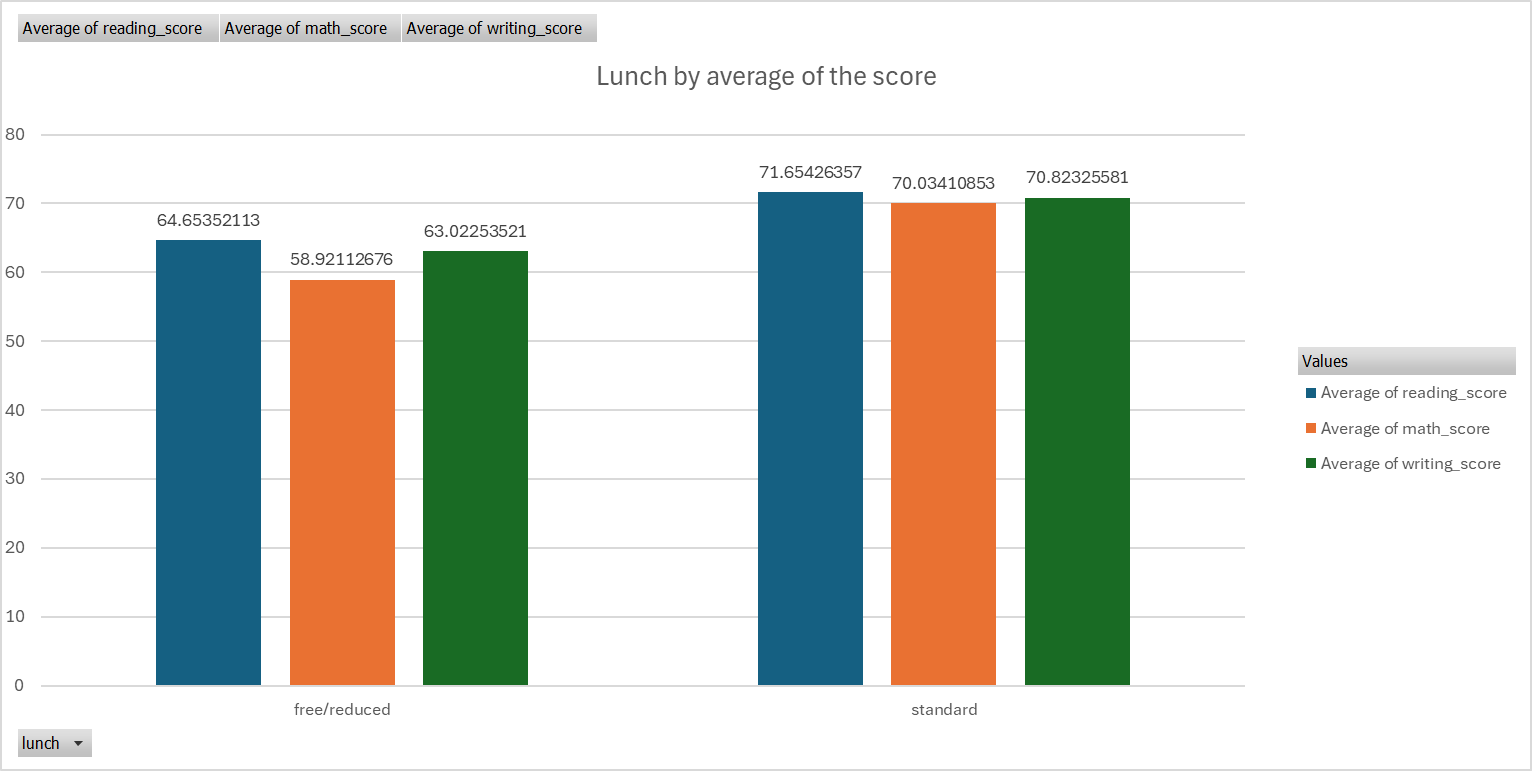 Average of reading_score Average of math_score Average of writing_score
Lunch by average of the score
80
70
60
50
40
30
20
10
0
64.65352113
58.92112676
63.02253521
71.65426357
70.03410853
70.82325581
free/reduced
standard
Values
Average of reading_score
Average of math_score
Average of writing_score
lunch